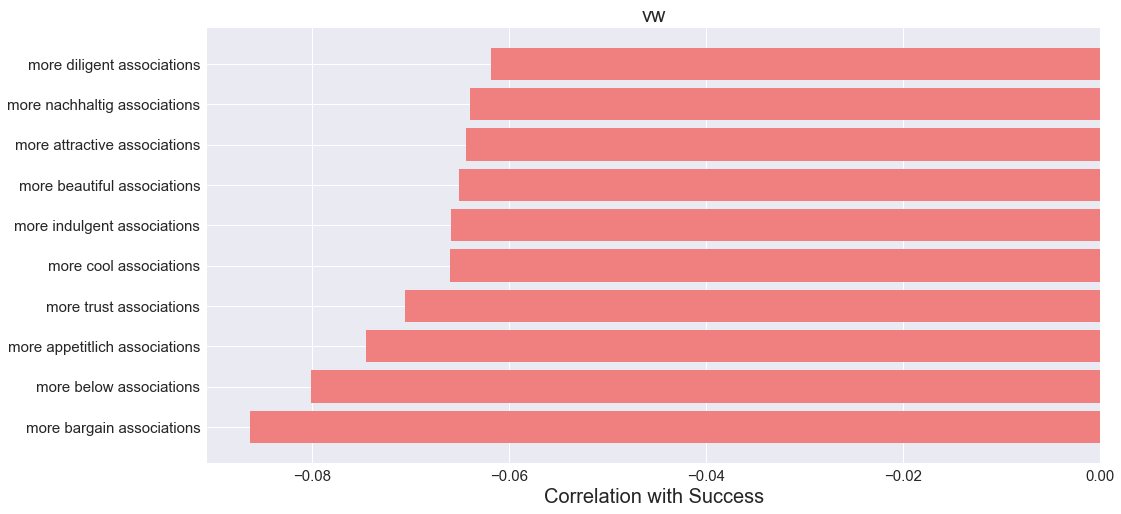 vw
more diligent associations
more nachhaltig associations
more attractive associations
more beautiful associations
more indulgent associations
more cool associations
more trust associations
more appetitlich associations
more below associations
more bargain associations
−0.08 −0.06 −0.04 −0.02 0.00
Correlation with Success